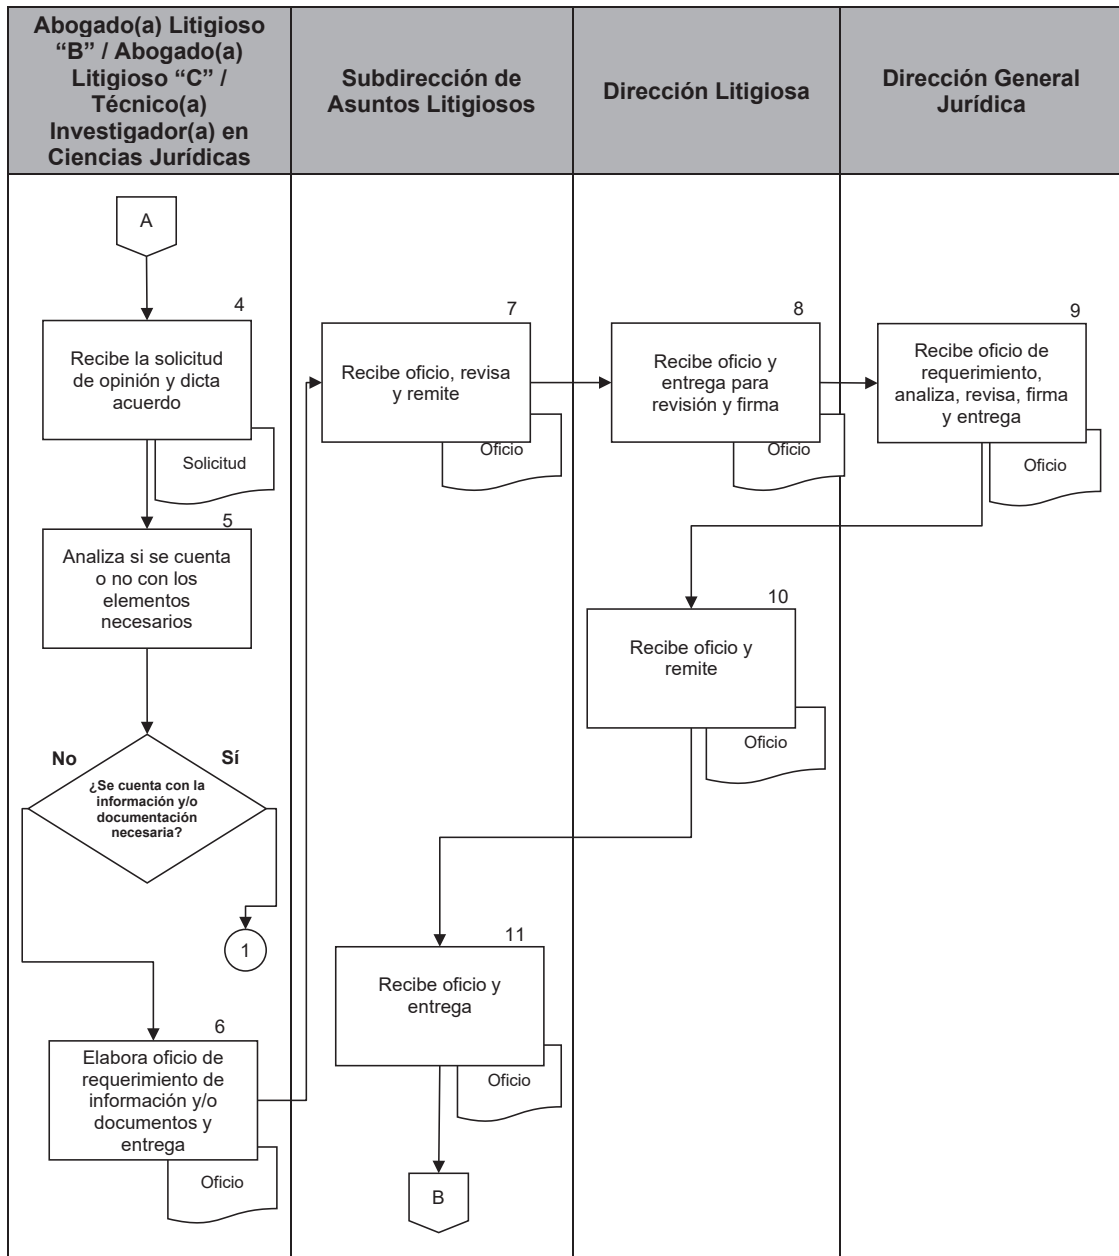 Abogado(a) Litigioso
“B” / Abogado(a)
Litigioso “C” /
Técnico(a)
Investigador(a) en
Ciencias Jurídicas
Subdirección de
Asuntos Litigiosos
Dirección Litigiosa
Dirección General
Jurídica
A
4
Recibe la solicitud
de opinión y dicta
acuerdo
Solicitud
5
Analiza si se cuenta
o no con los
elementos
necesarios
No
Sí
¿Se cuenta con la
información y/o
documentación
necesaria?
1
6
Elabora oficio de
requerimiento de
información y/o
documentos y
entrega
Oficio
7
Recibe oficio, revisa
y remite
Oficio
8
Recibe oficio y
entrega para
revisión y firma
Oficio
9
Recibe oficio de
requerimiento,
analiza, revisa, firma
y entrega
Oficio
10
Recibe oficio y
remite
Oficio
11
Recibe oficio y
entrega
Oficio
B